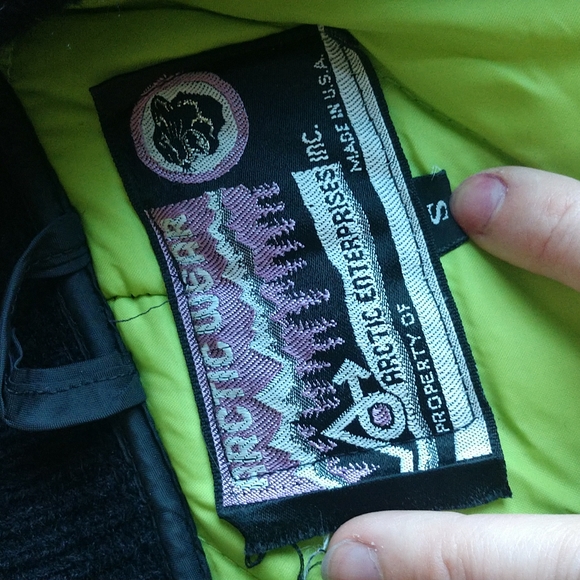 ARCTIC WEAR
ARCTIC ENTERPRISES INC.
MADE IN U.S.A.
PROPERTY OF
S